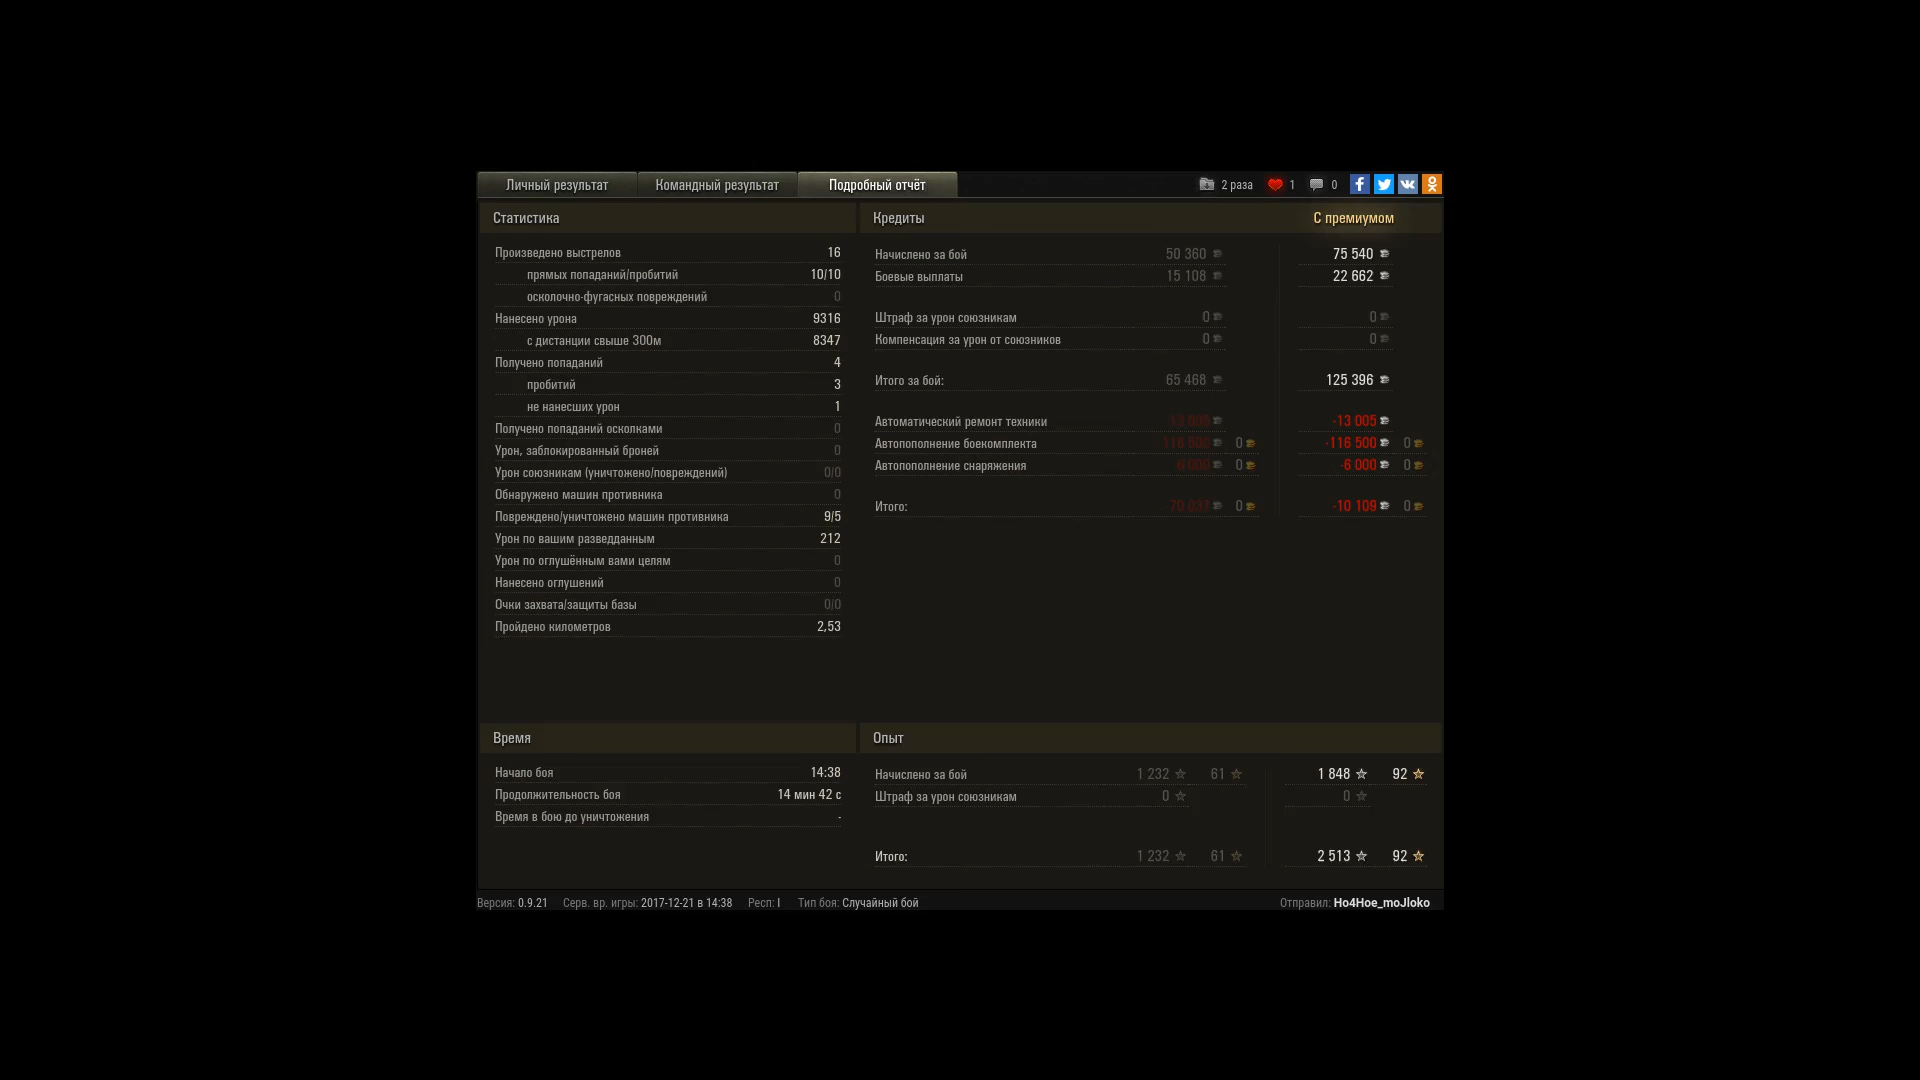 Личный результат Командный результат Подробный отчёт 2 раза 1 0
Статистика
Произведено выстрелов 16
прямых попаданий/пробитий 10/10
осколочно-фугасных повреждений 0
Нанесено урона 9316
с дистанции свыше 300м 8347
Получено попаданий 4
пробитий 3
не нанесших урон 1
Получено попаданий осколками 0
Урон, заблокированный броней 0
Урон союзникам (уничтожено/повреждений) 0/0
Обнаружено машин противника 0
Повреждено/уничтожено машин противника 9/5
Урон по вашим разведданным 212
Урон по оглушённым вами целям 0
Нанесено оглушений 0
Очки захвата/защиты базы 0/0
Пройдено километров 2,53
Кредиты С премиумом
Начислено за бой 50 360 75 540
Боевые выплаты 15 108 22 662
Штраф за урон союзникам 0 0
Компенсация за урон от союзников 0 0
Итого за бой: 65 468 125 396
Автоматический ремонт техники -13 005
Автопополнение боекомплекта 0 -116 500 0
Автопополнение снаряжения 0 -6 000 0
Итого: 0 -10 109 0
Время
Начало боя 14:38
Продолжительность боя 14 мин 42 с
Время в бою до уничтожения -
Опыт
Начислено за бой 1 232 61 1 848 92
Штраф за урон союзникам 0 0
Итого: 1 232 61 2 513 92
Версия: 0.9.21 Серв. вр. игры: 2017-12-21 в 14:38 Респ: I Тип боя: Случайный бой Отправил: Ho4Hoe_moJloko